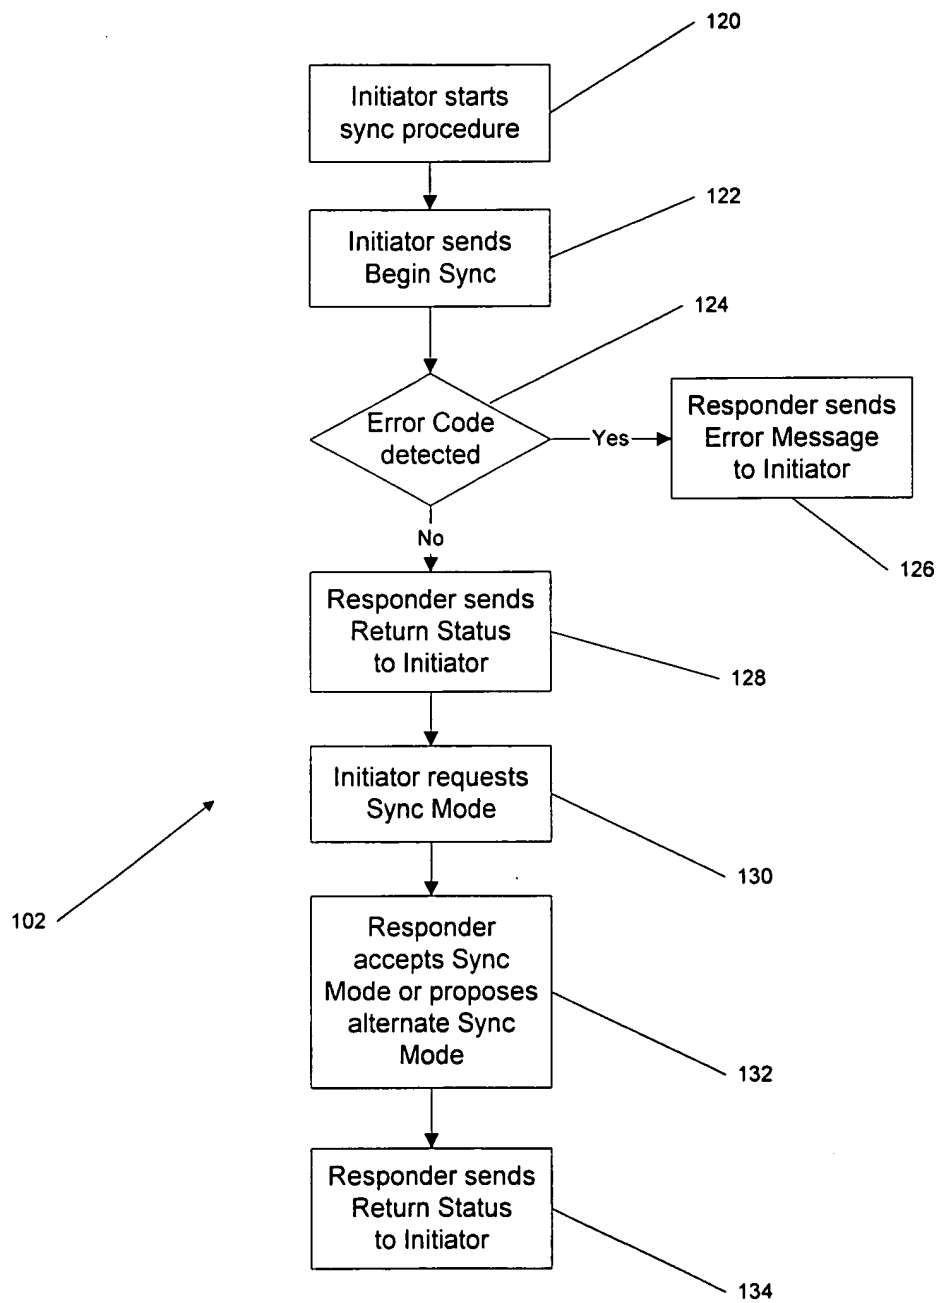 120
Initiator starts
sync procedure
122
Initiator sends
Begin Sync
124
Error Code
detected
Yes
Responder sends
Error Message
to Initiator
126
No
Responder sends
Return Status
to Initiator
128
Initiator requests
Sync Mode
130
102
Responder
accepts Sync
Mode or proposes
alternate Sync
Mode
132
Responder sends
Return Status
to Initiator
134